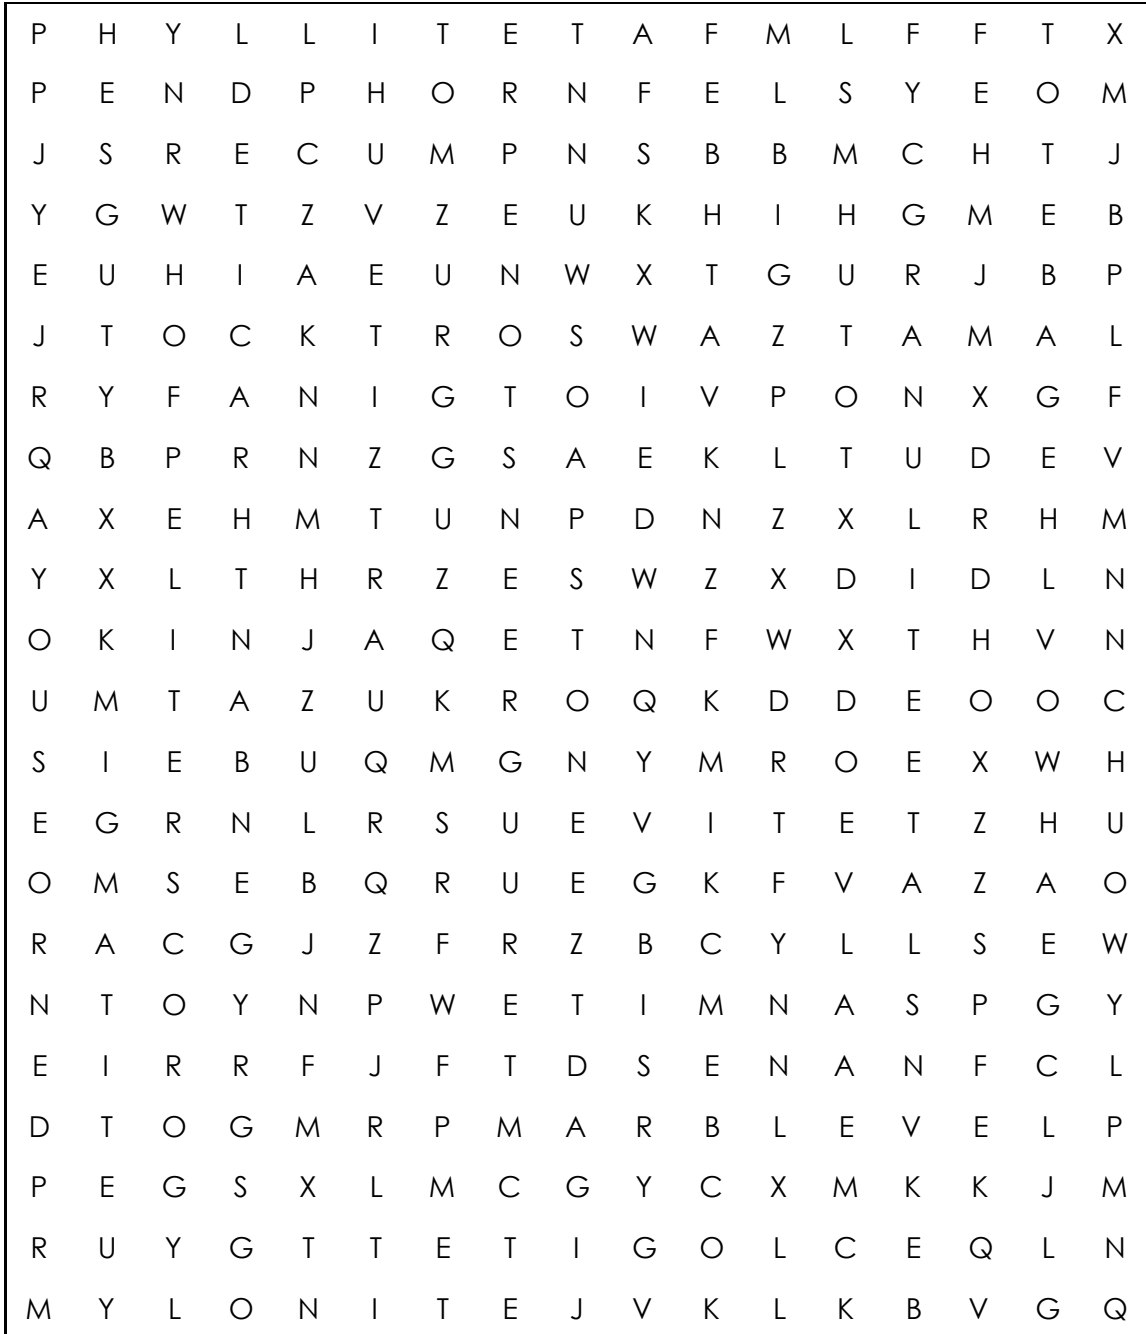 P H Y L L I T E T A F M L F F T X
P E N D P H O R N F E L S Y E O M
J S R E C U M P N S B B M C H T J
Y G W T Z V Z E U K H I H G M E B
E U H I A E U N W X T G U R J B P
J T O C K T R O S W A Z T A M A L
R Y F A N I G T O I V P O N X G F
Q B P R N Z G S A E K L T U D E V
A X E H M T U N P D N Z X L R H M
Y X L T H R Z E S W Z X D I D L N
O K I N J A Q E T N F W X T H V N
U M T A Z U K R O Q K D D E O O C
S I E B U Q M G N Y M R O E X W H
E G R N L R S U E V I T E T Z H U
O M S E B Q R U E G K F V A Z A O
R A C G J Z F R Z B C Y L L S E W
N T O Y N P W E T I M N A S P G Y
E I R R F J F T D S E N A N F C L
D T O G M R P M A R B L E V E L P
P E G S X L M C G Y C X M K K J M
R U Y G T T E T I G O L C E Q L N
M Y L O N I T E J V K L K B V G Q